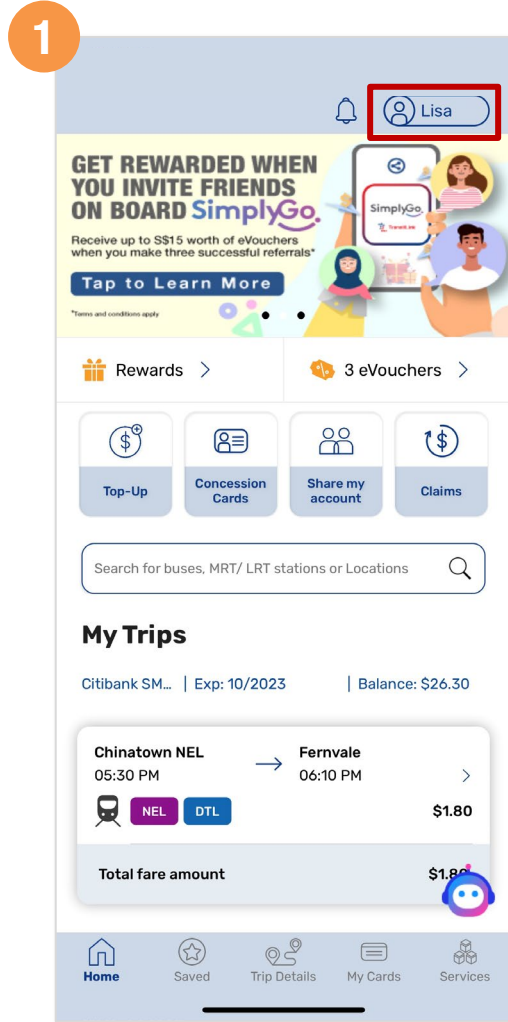 1
Lisa
GET REWARDED WHEN
YOU INVITE FRIENDS
ON BOARD SimplyGo.
Receive up to S$15 worth of eVouchers
when you make three successful referrals*
Tap to Learn More
*Terms and conditions apply
SimplyGo
TransitLink
Rewards >
3 eVouchers >
Top-Up
Concession
Cards
Share my
account
Claims
Search for buses, MRT/ LRT stations or Locations
My Trips
Citibank SM... | Exp: 10/2023 | Balance: $26.30
Chinatown NEL → Fernvale
05:30 PM 06:10 PM >
NEL DTL $1.80
Total fare amount $1.80
Home Saved Trip Details My Cards Services